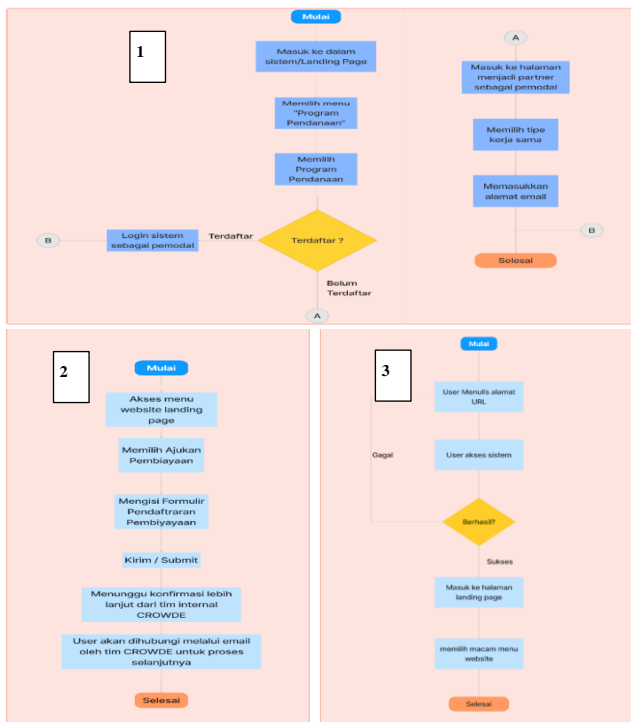 1
Mulai
Masuk ke dalam
sistem/Landing Page
Memilih menu
"Program
Pendanaan"
Memilih
Program
Pendanaan
Terdaftar ?
Terdaftar
Login sistem
sebagai pemodal
B
Belum
Terdaftar
A
A
Masuk ke halaman
menjadi partner
sebagai pemodal
Memilih tipe
kerja sama
Memasukkan
alamat email
B
Selesai
2
Mulai
Akses menu
website landing
page
Memilih Ajukan
Pembiayaan
Mengisi Formulir
Pendaftraran
Pembiyayaan
Kirim / Submit
Menunggu konfirmasi lebih
lanjut dari tim internal
CROWDE
User akan dihubungi melalui email
oleh tim CROWDE untuk proses
selanjutnya
Selesai
3
Mulai
User Menulis alamat
URL
User akses sistem
Gagal
Berhasil?
Sukses
Masuk ke halaman
landing page
memilih macam menu
website
Selesai